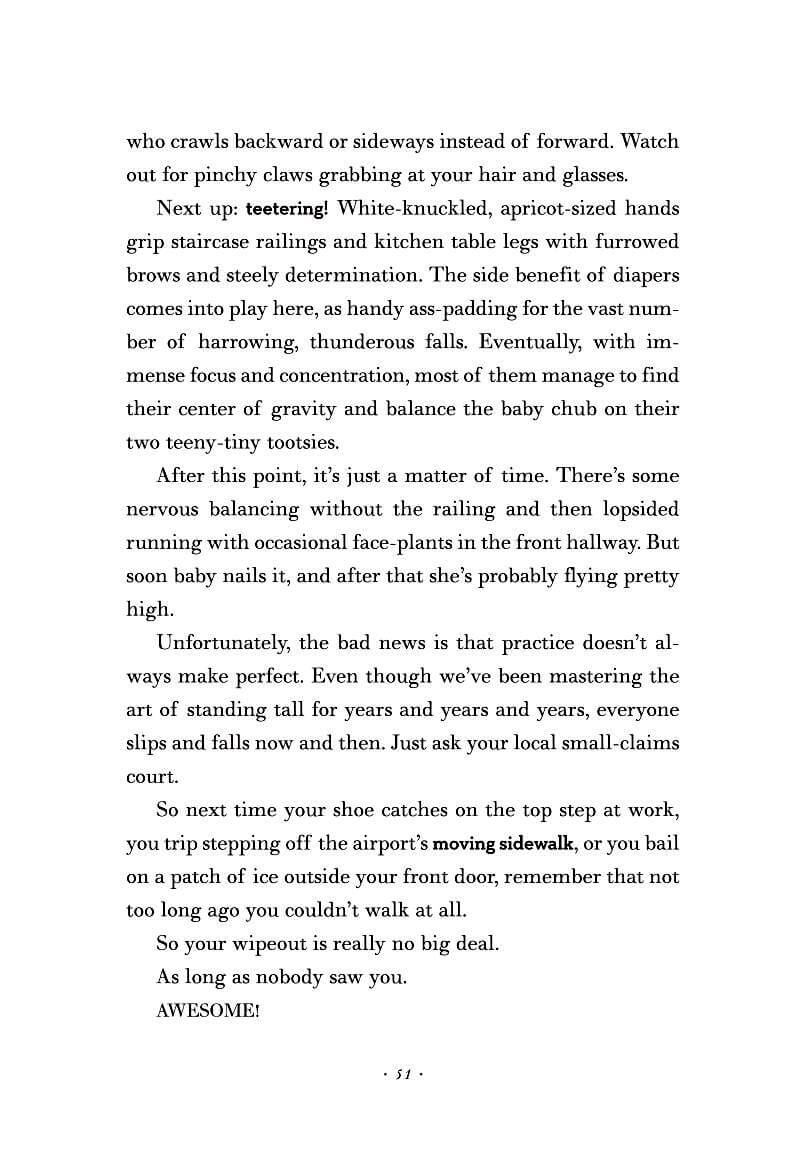 who crawls backward or sideways instead of forward. Watch
out for pinchy claws grabbing at your hair and glasses.
Next up: teetering! White-knuckled, apricot-sized hands
grip staircase railings and kitchen table legs with furrowed
brows and steely determination. The side benefit of diapers
comes into play here, as handy ass-padding for the vast num-
ber of harrowing, thunderous falls. Eventually, with im-
mense focus and concentration, most of them manage to find
their center of gravity and balance the baby chub on their
two teeny-tiny tootsies.
After this point, it’s just a matter of time. There’s some
nervous balancing without the railing and then lopsided
running with occasional face-plants in the front hallway. But
soon baby nails it, and after that she’s probably flying pretty
high.
Unfortunately, the bad news is that practice doesn’t al-
ways make perfect. Even though we’ve been mastering the
art of standing tall for years and years and years, everyone
slips and falls now and then. Just ask your local small-claims
court.
So next time your shoe catches on the top step at work,
you trip stepping off the airport’s moving sidewalk, or you bail
on a patch of ice outside your front door, remember that not
too long ago you couldn’t walk at all.
So your wipeout is really no big deal.
As long as nobody saw you.
AWESOME!
· 51 ·